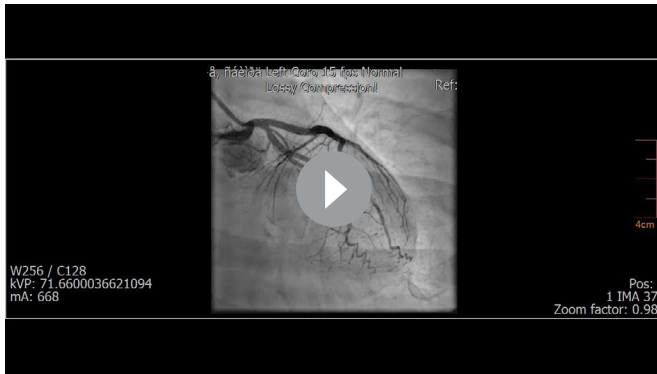 å, ñáèìðä Left Coro 15 fps Normal
Lossy Compression!
Ref:
4cm
W256 / C128
kVP: 71.6600036621094
mA: 668
Pos:
1 IMA 37
Zoom factor: 0.98